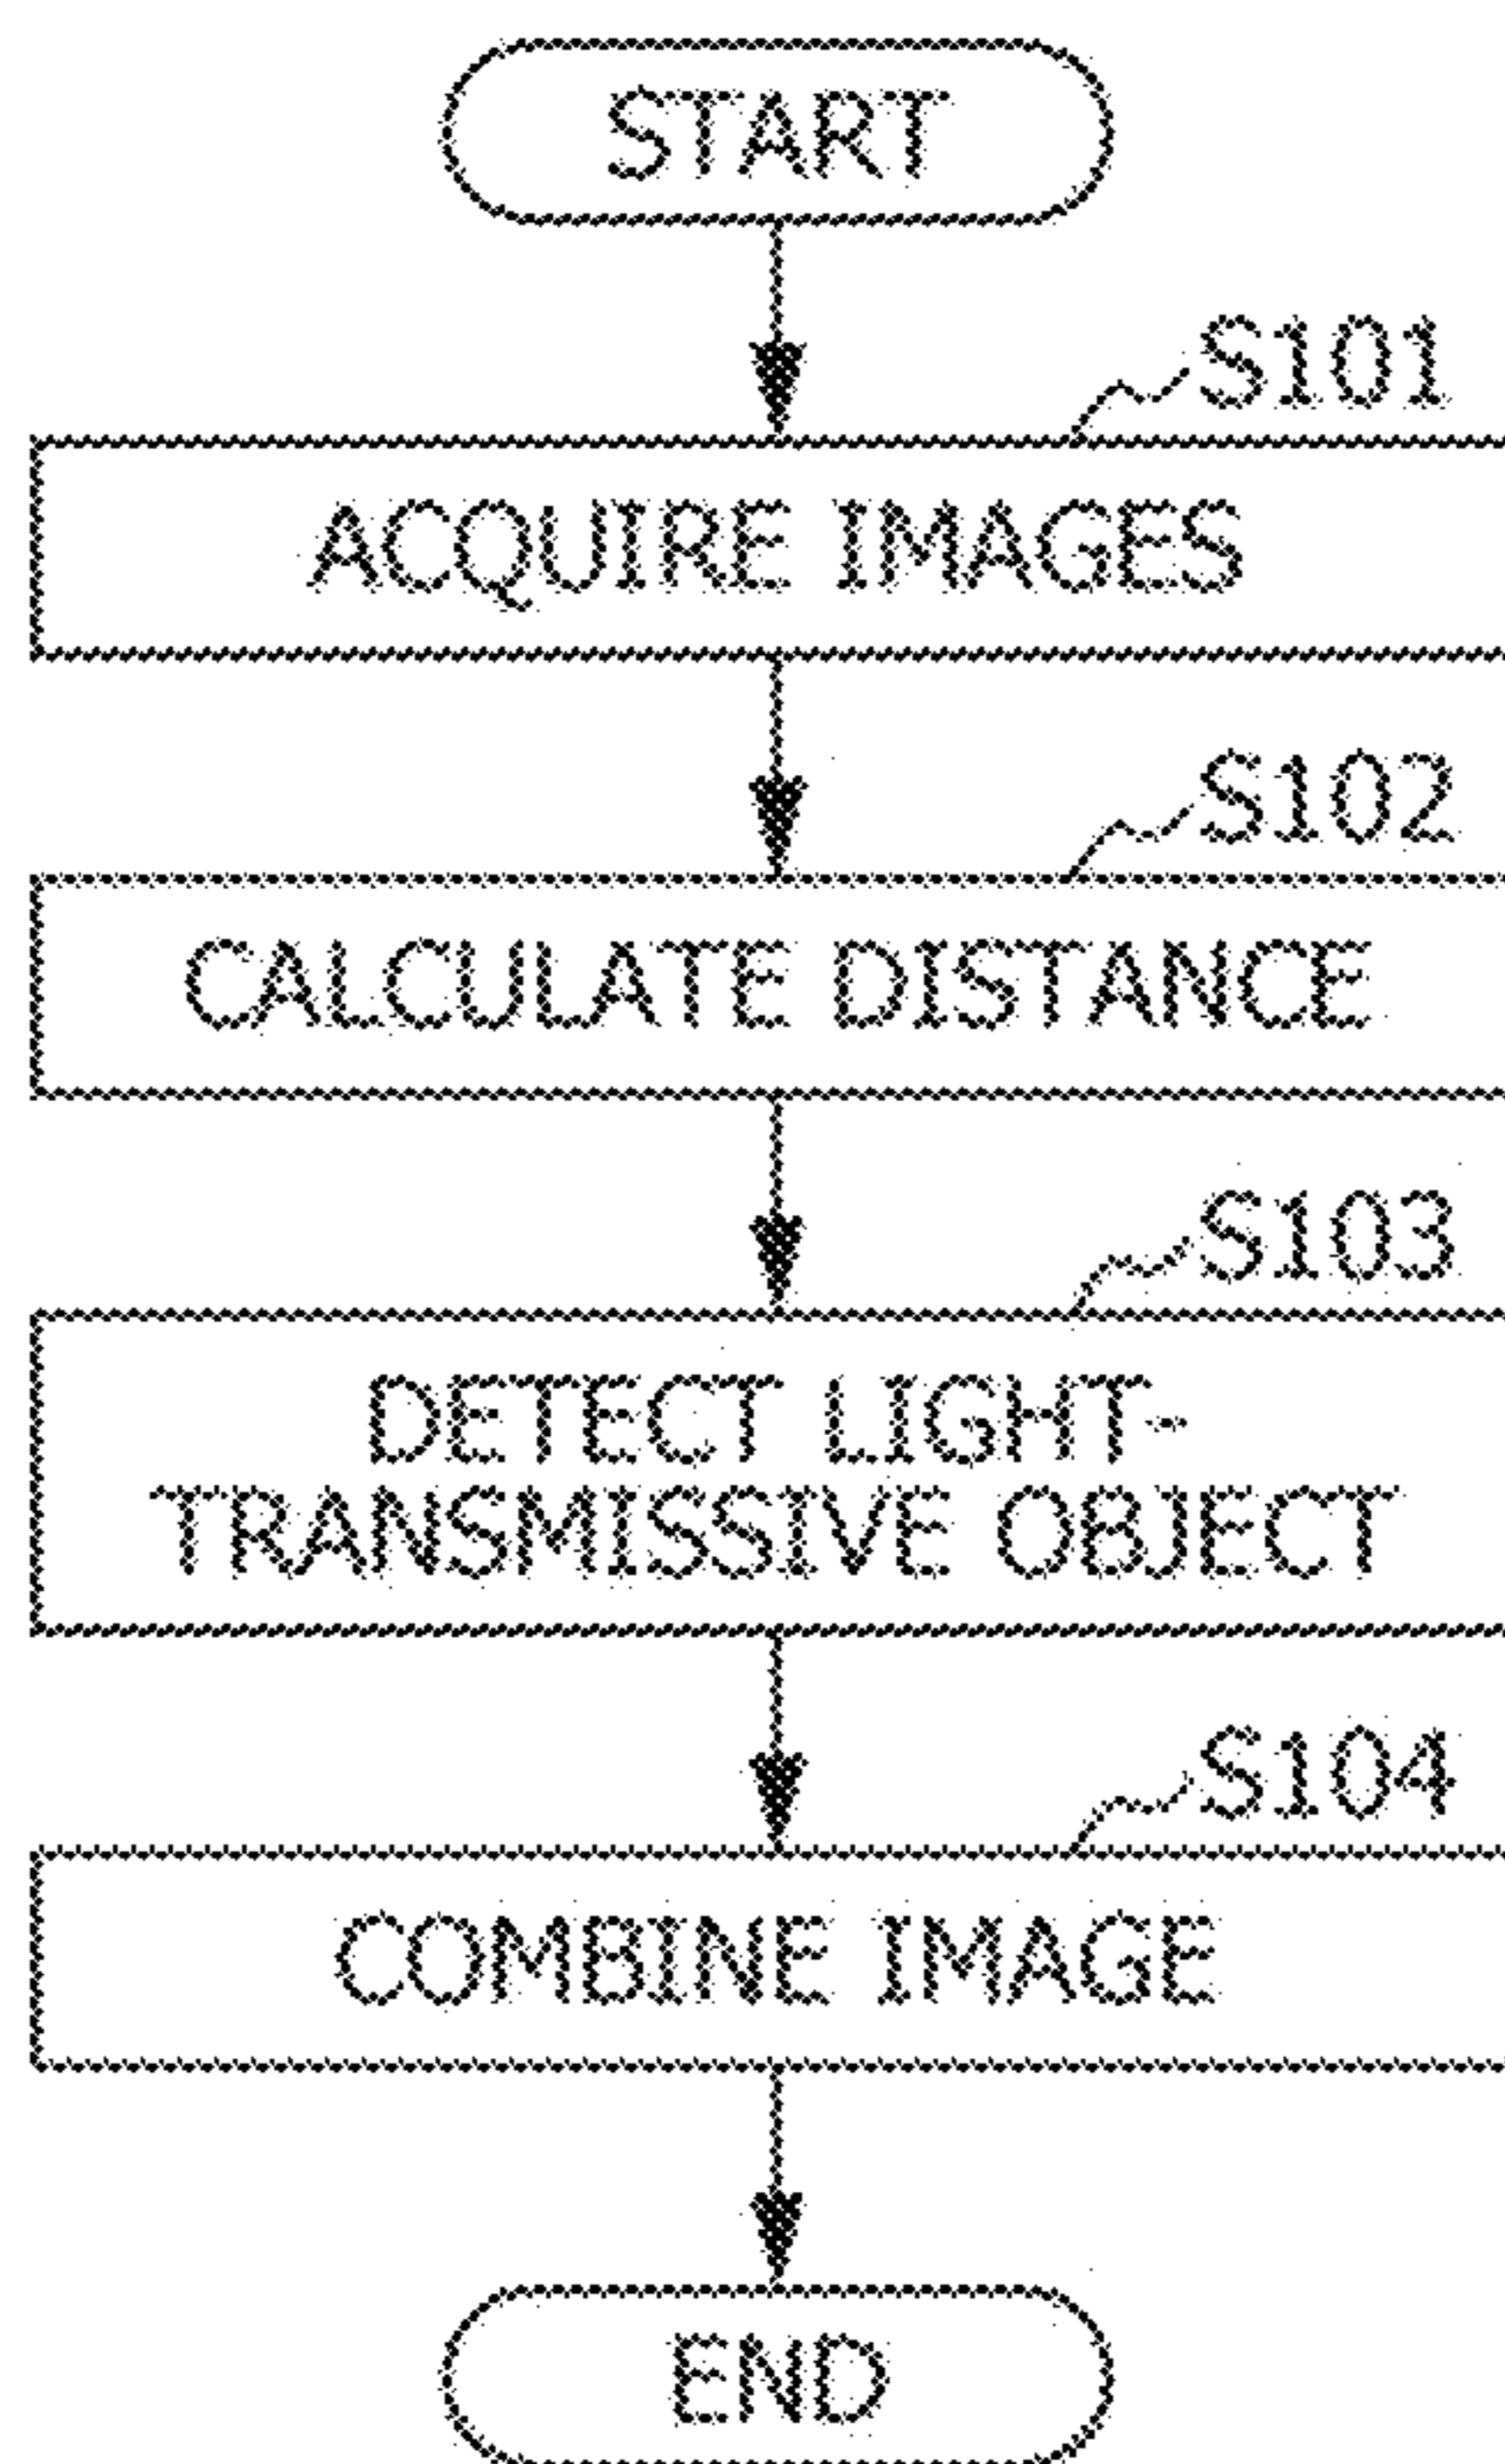 START
S101
ACQUIRE IMAGES
S102
CALCULATE DISTANCE
S103
DETECT LIGHT-
TRANSMISSIVE OBJECT
S104
COMBINE IMAGE
END